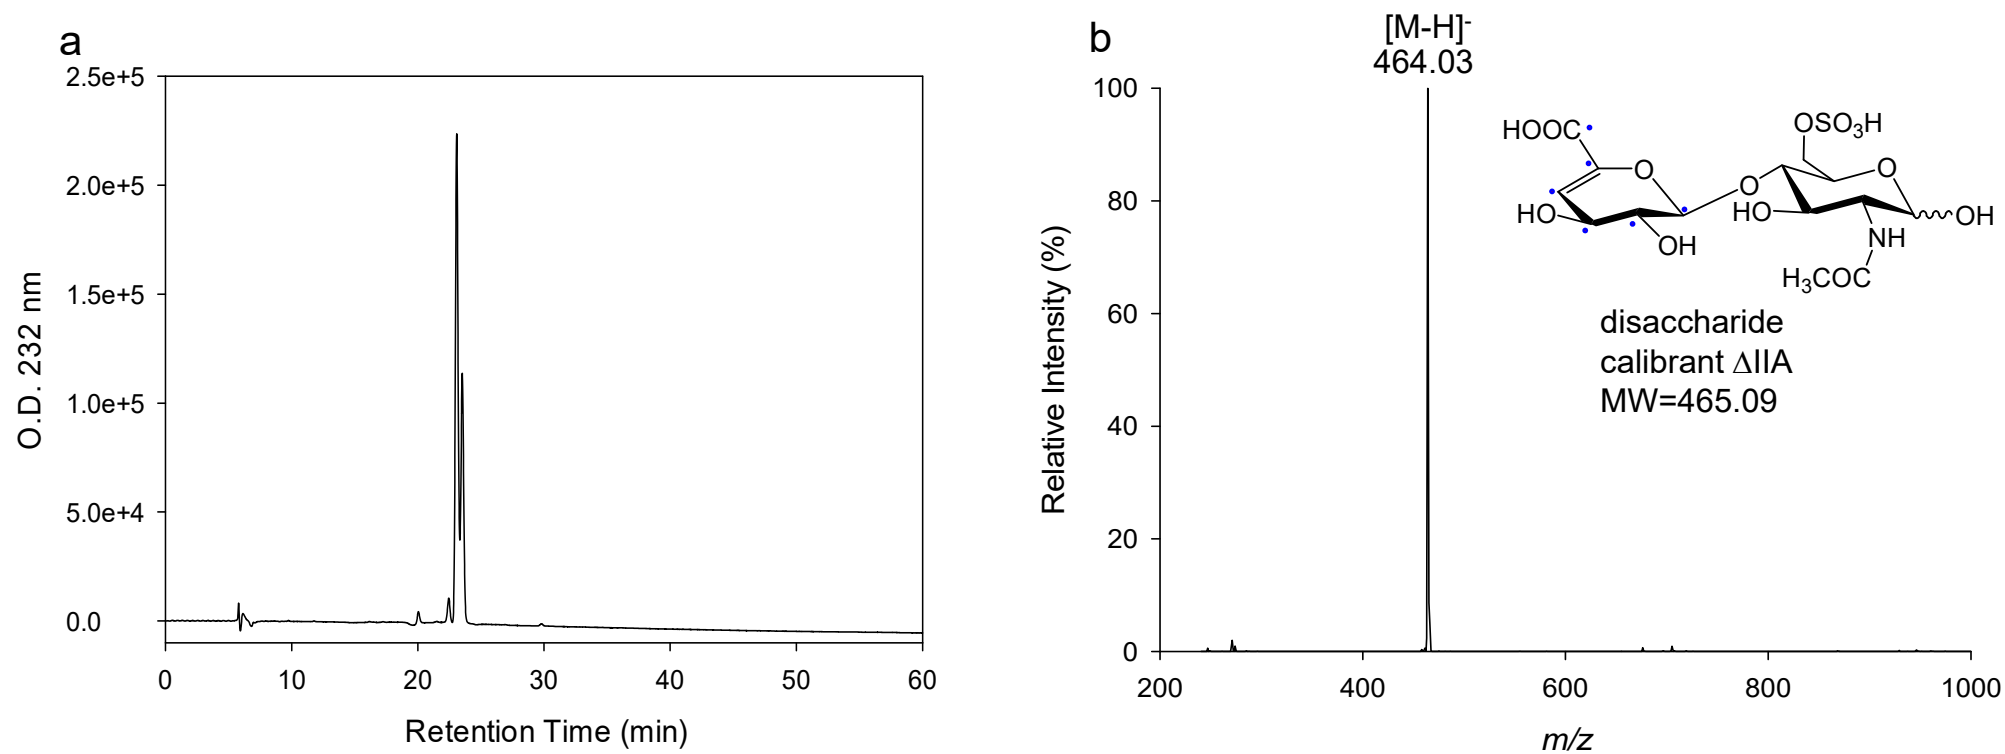 a
2.5e+5
2.0e+5
1.5e+5
1.0e+5
5.0e+4
0.0
O.D. 232 nm
0 10 20 30 40 50 60
Retention Time (min)
b
[M-H]-
464.03
100
80
60
40
20
0
Relative Intensity (%)
200 400 600 800 1000
m/z
HOOC
O
HO
OH
O
OSO3H
O
HO
OH
NH
H3COC
disaccharide
calibrant ΔIIA
MW=465.09